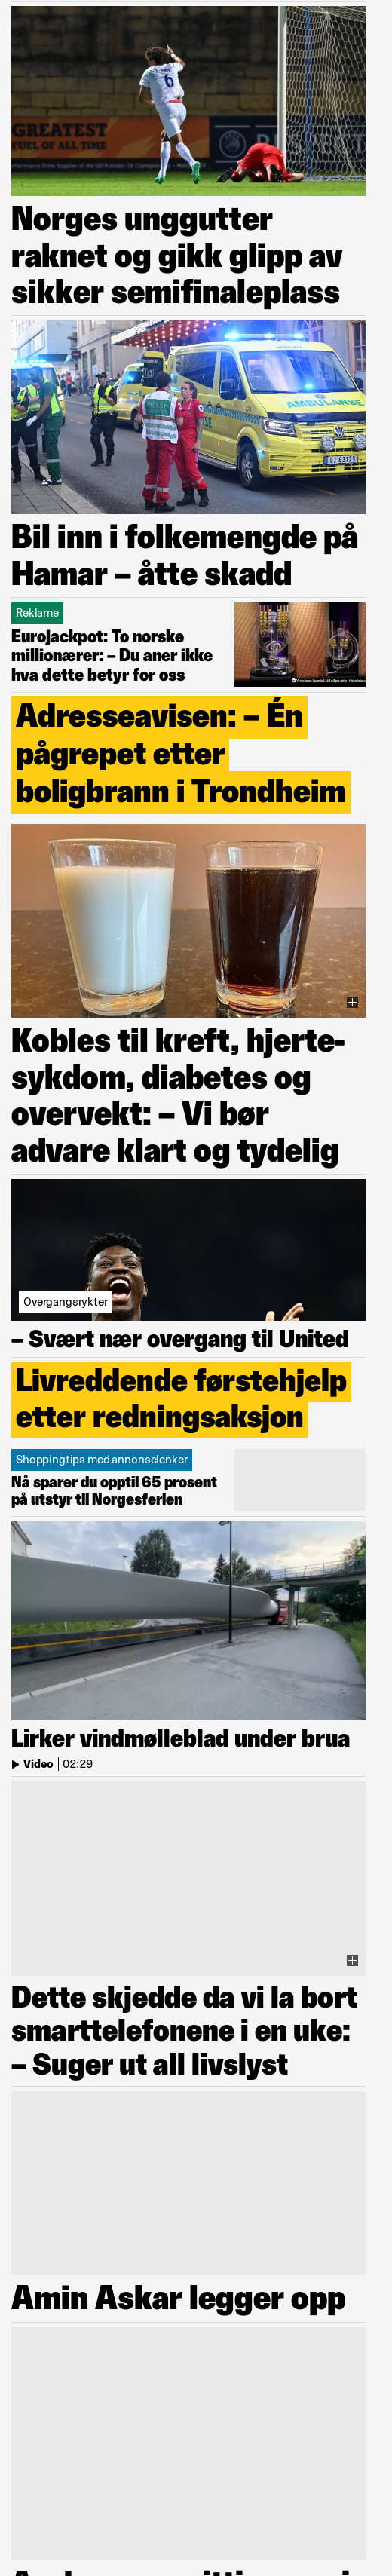 6
GREATEST
FUEL OF ALL TIME
Norges unggutter
raknet og gikk glipp av
sikker semifinaleplass
AMBULANSE
Bil inn i folkemengde på
Hamar – åtte skadd
Reklame
Eurojackpot: To norske
millionærer: – Du aner ikke
hva dette betyr for oss
Adresseavisen: – Én
pågrepet etter
boligbrann i Trondheim
Kobles til kreft, hjerte-
sykdom, diabetes og
overvekt: – Vi bør
advare klart og tydelig
Overgangsrykter
– Svært nær overgang til United
Livreddende førstehjelp
etter redningsaksjon
Shoppingtips med annonselenker
Nå sparer du opptil 65 prosent
på utstyr til Norgesferien
Lirker vindmølleblad under brua
Video | 02:29
Dette skjedde da vi la bort
smarttelefonene i en uke:
– Suger ut all livslyst
Amin Askar legger opp